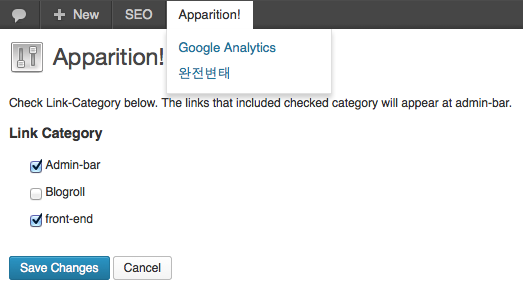 New SEO Apparition!
Google Analytics
완전변태
Apparition!
Check Link-Category below. The links that included checked category will appear at admin-bar.
Link Category
Admin-bar
Blogroll
front-end
Save Changes Cancel